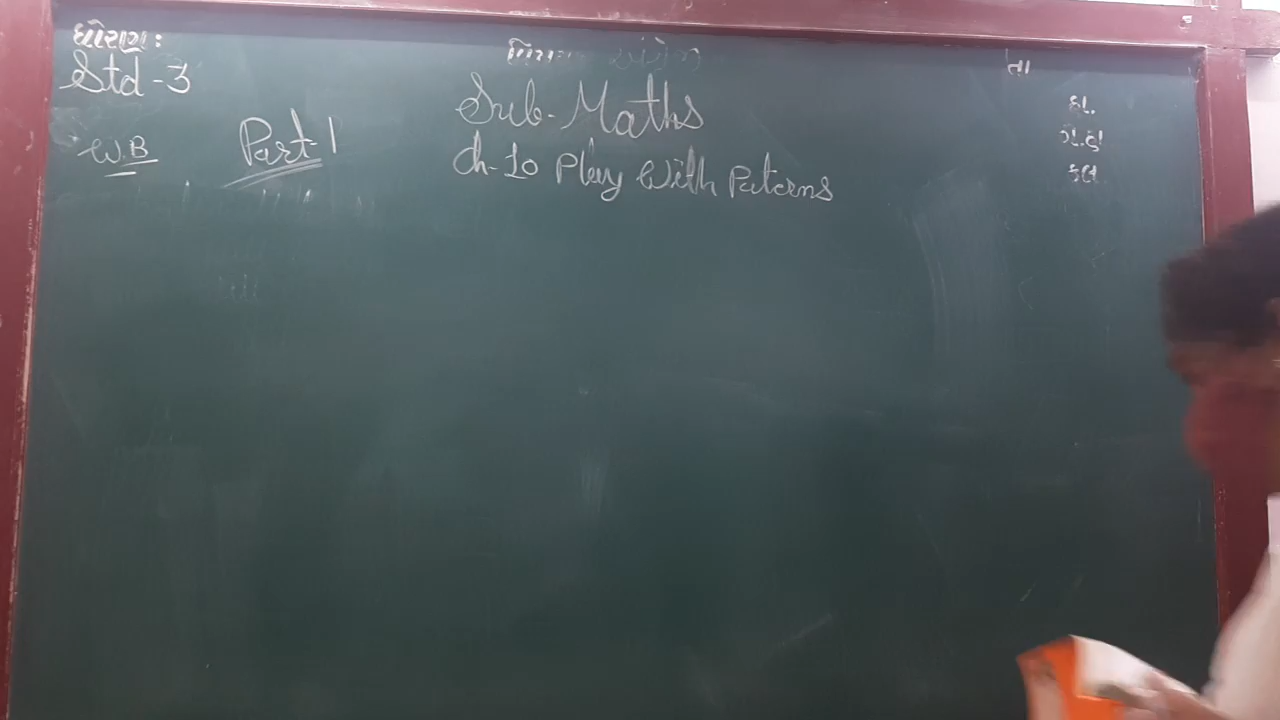 ધોરણ:
Std-3
Sub-Maths
W.B
Part-1
Ch-10 Play With Paterns
તા
હા.
ગે.હા
કુલ